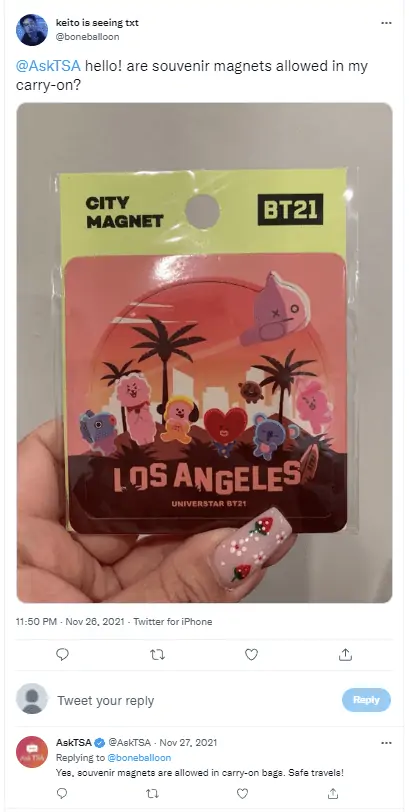 keito is seeing txt
@boneballoon
@AskTSA hello! are souvenir magnets allowed in my
carry-on?
CITY
MAGNET
BT21
LOS ANGELES
UNIVERSTAR BT21
11:50 PM · Nov 26, 2021 · Twitter for iPhone
Tweet your reply
Reply
AskTSA @AskTSA · Nov 27, 2021
Replying to @boneballoon
Yes, souvenir magnets are allowed in carry-on bags. Safe travels!
Ask TSA